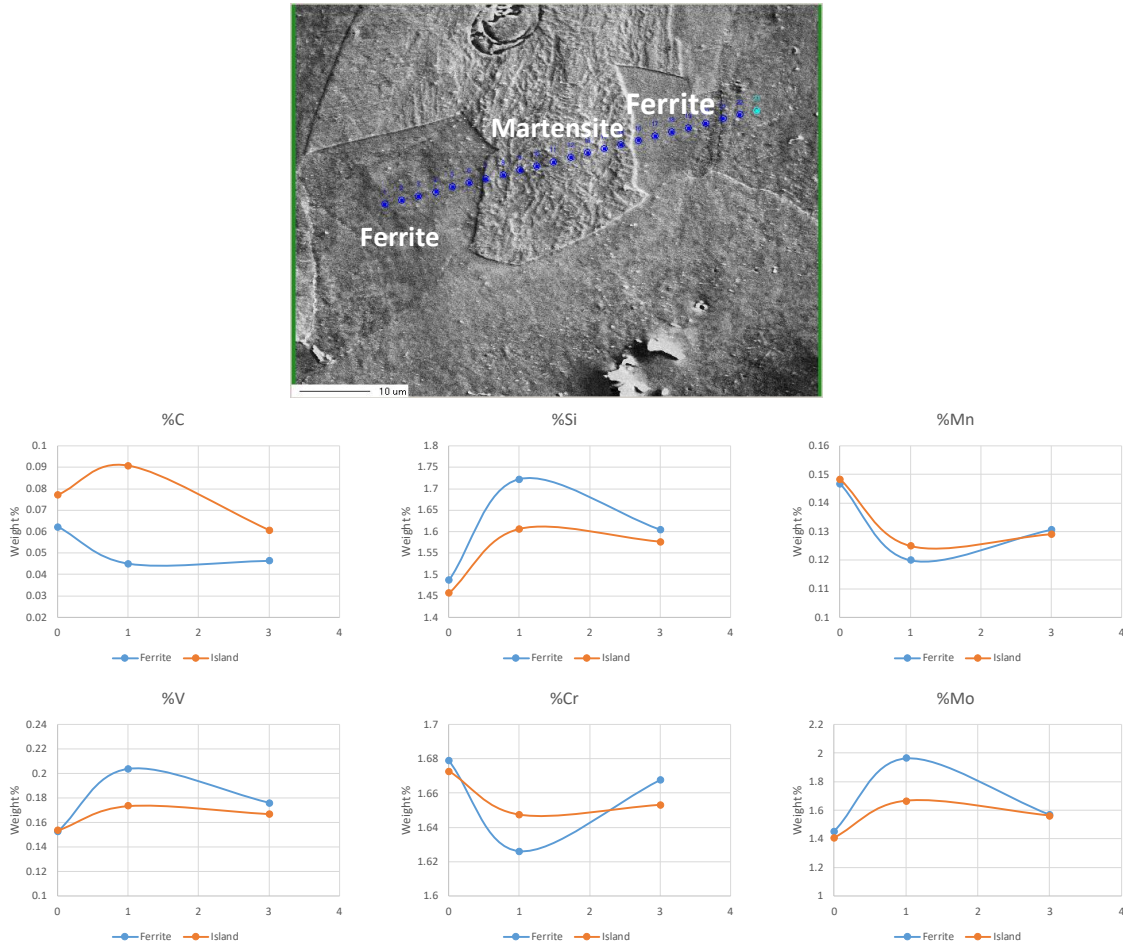 Ferrite
Martensite
Ferrite
10 um
%C
%Si
%Mn
0.1
0.09
0.08
0.07
0.06
0.05
0.04
0.03
0.02
Weight %
0 1 2 3 4
Ferrite Island
1.8
1.75
1.7
1.65
1.6
1.55
1.5
1.45
1.4
Weight %
0 1 2 3 4
Ferrite Island
0.16
0.15
0.14
0.13
0.12
0.11
0.1
Weight %
0 1 2 3 4
Ferrite Island
%V
%Cr
%Mo
0.24
0.22
0.2
0.18
0.16
0.14
0.12
0.1
Weight %
0 1 2 3 4
Ferrite Island
1.7
1.68
1.66
1.64
1.62
1.6
Weight %
0 1 2 3 4
Ferrite Island
2.2
2
1.8
1.6
1.4
1.2
1
Weight %
0 1 2 3 4
Ferrite Island